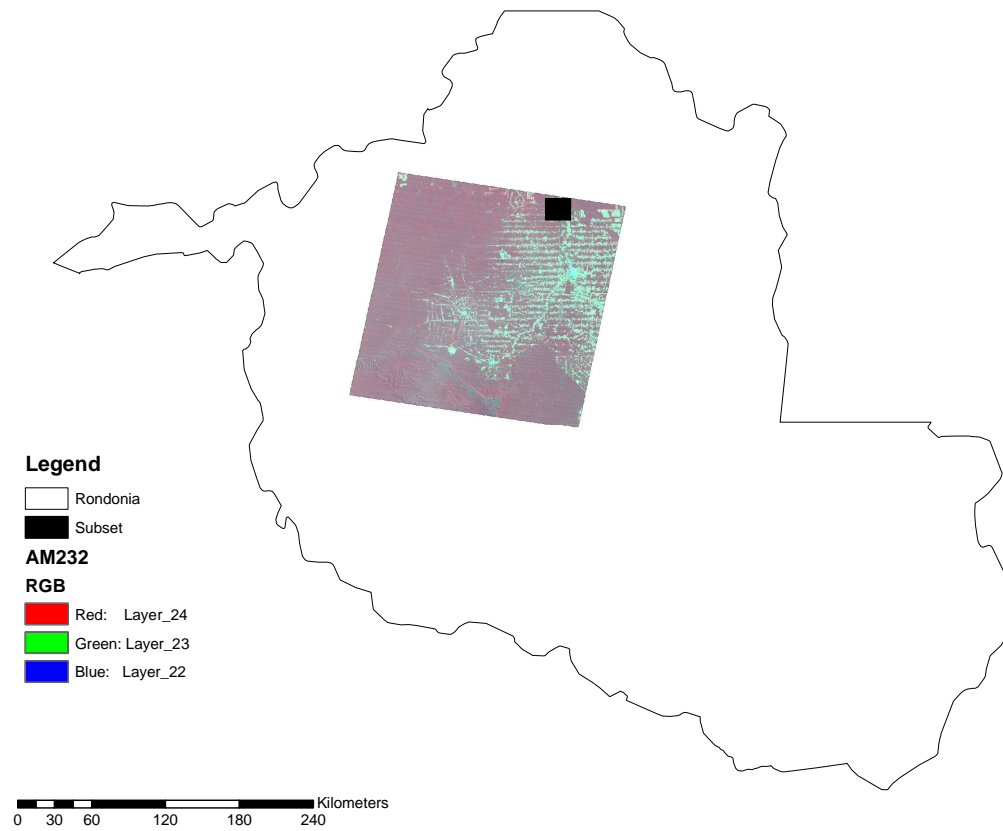 Legend
Rondonia
Subset
AM232
RGB
Red: Layer_24
Green: Layer_23
Blue: Layer_22
Kilometers
0 30 60 120 180 240